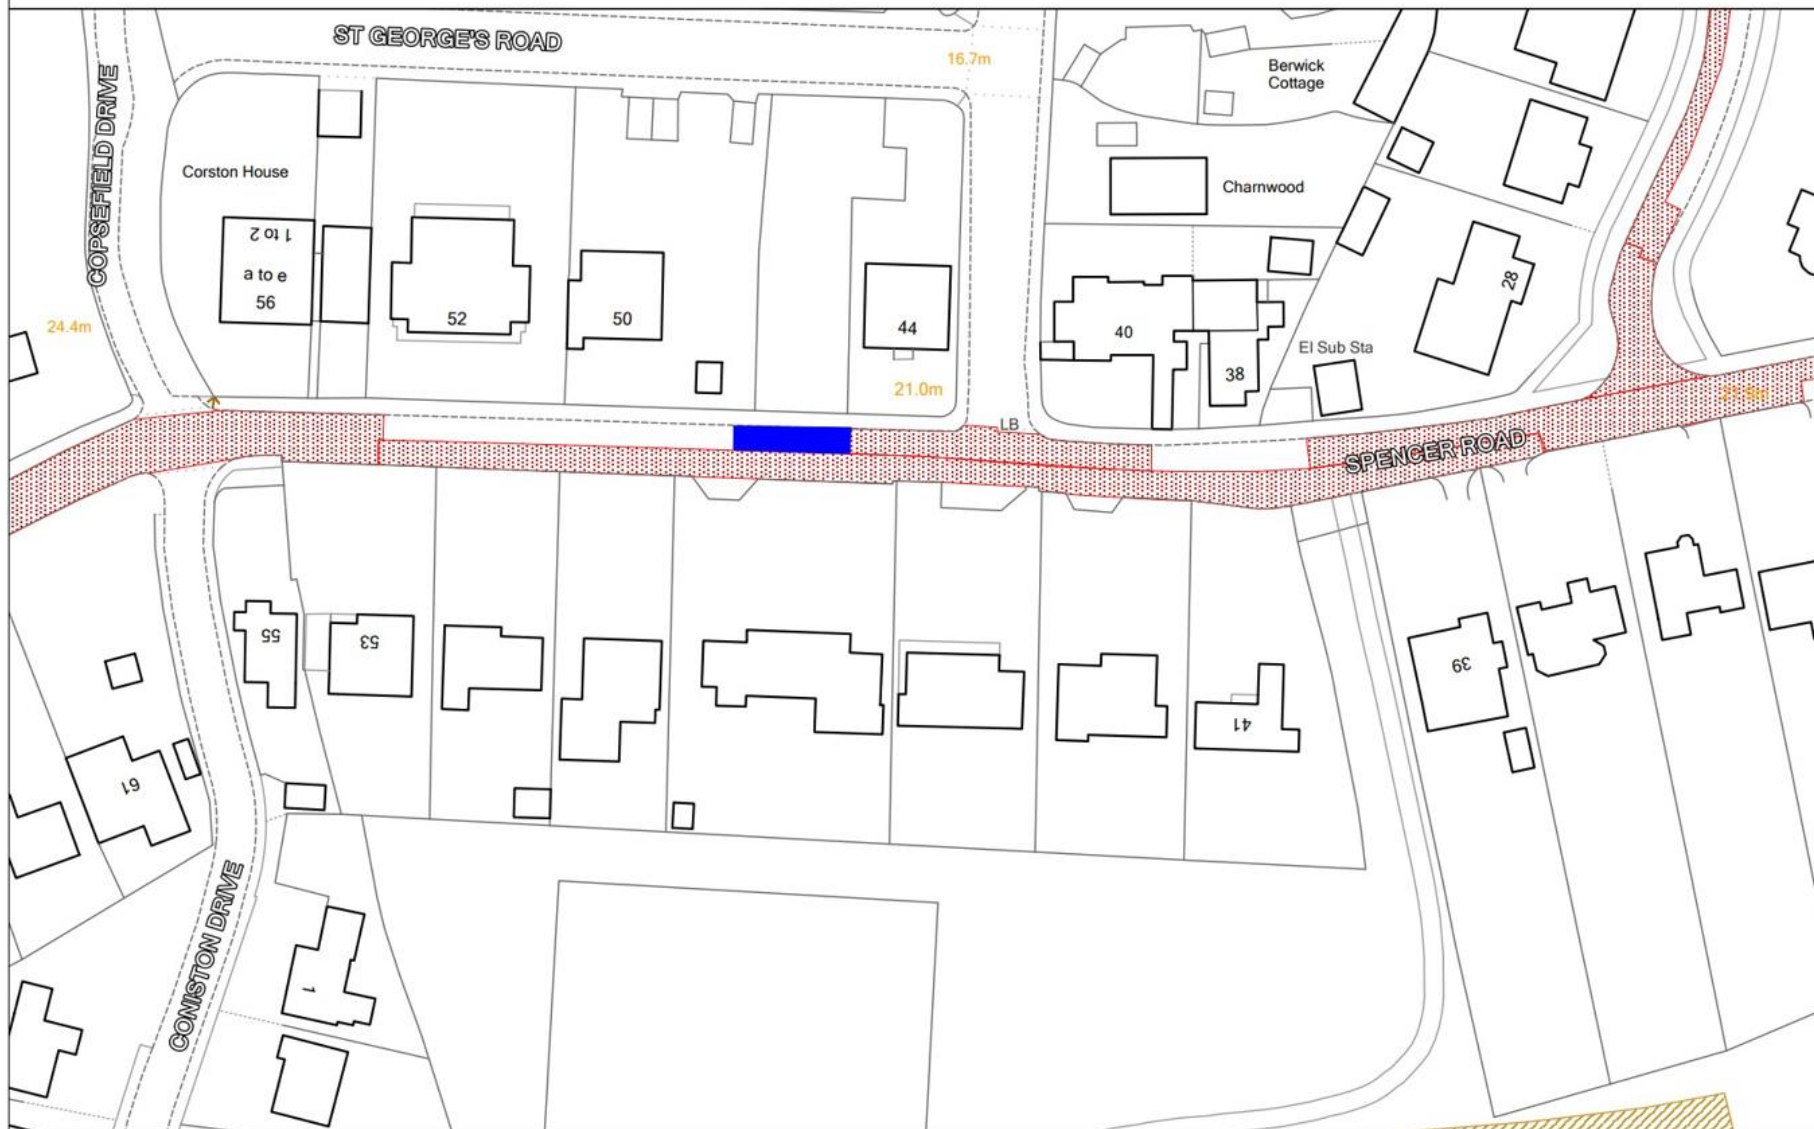 ST GEORGE'S ROAD
16.7m
Berwick
Cottage
COPSEFIELD DRIVE
Corston House
Charnwood
1 to 2
a to e
56
52
50
44
40
38
28
24.4m
El Sub Sta
21.0m
LB
SPENCER ROAD
55
53
39
41
61
CONISTON DRIVE
1